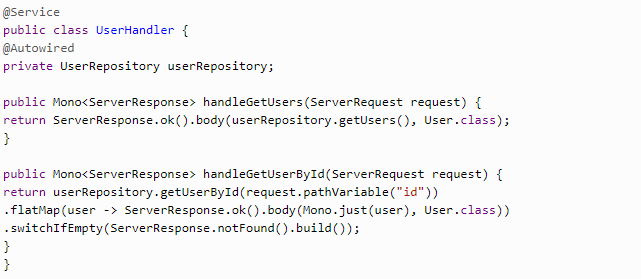 @Service
public class UserHandler {
@Autowired
private UserRepository userRepository;
public Mono<ServerResponse> handleGetUsers(ServerRequest request) {
return ServerResponse.ok().body(userRepository.getUsers(), User.class);
}
public Mono<ServerResponse> handleGetUserById(ServerRequest request) {
return userRepository.getUserById(request.pathVariable("id"))
.flatMap(user -> ServerResponse.ok().body(Mono.just(user), User.class))
.switchIfEmpty(ServerResponse.notFound().build());
}
}